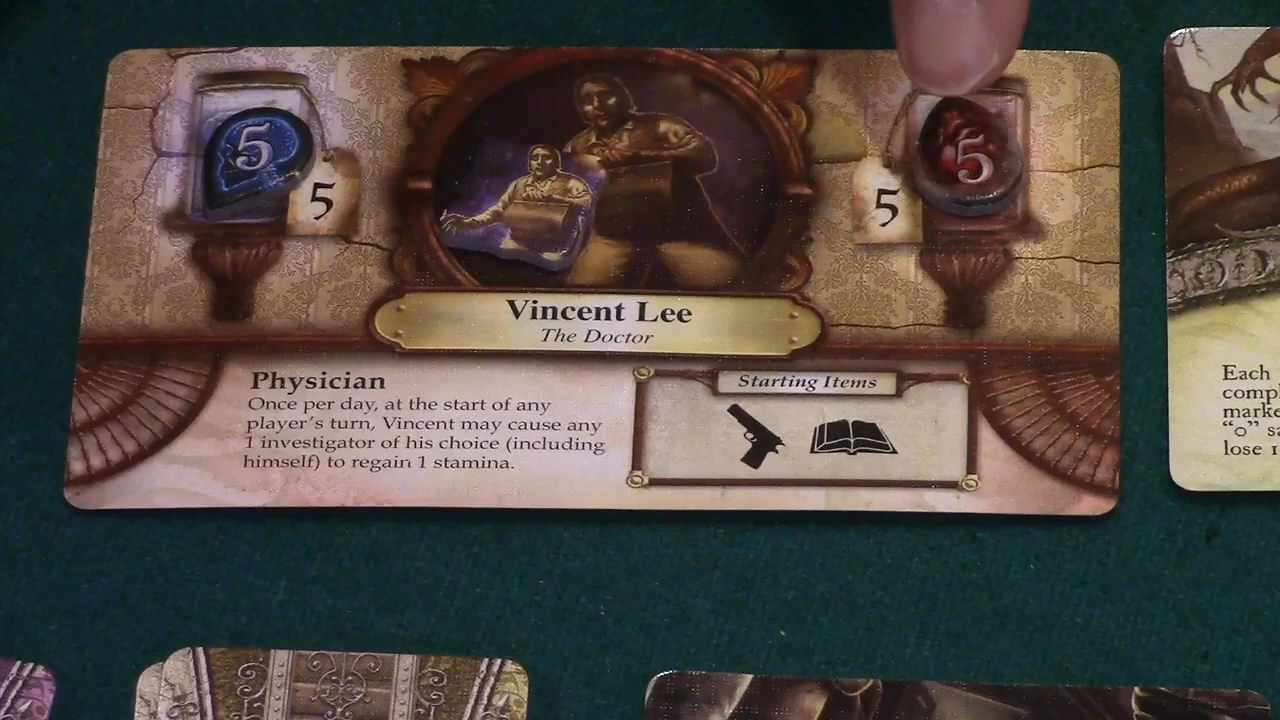 5
5
5
5
Vincent Lee
The Doctor
Physician
Once per day, at the start of any
player's turn, Vincent may cause any
1 investigator of his choice (including
himself) to regain 1 stamina.
Starting Items
Each
"0"
lose 1